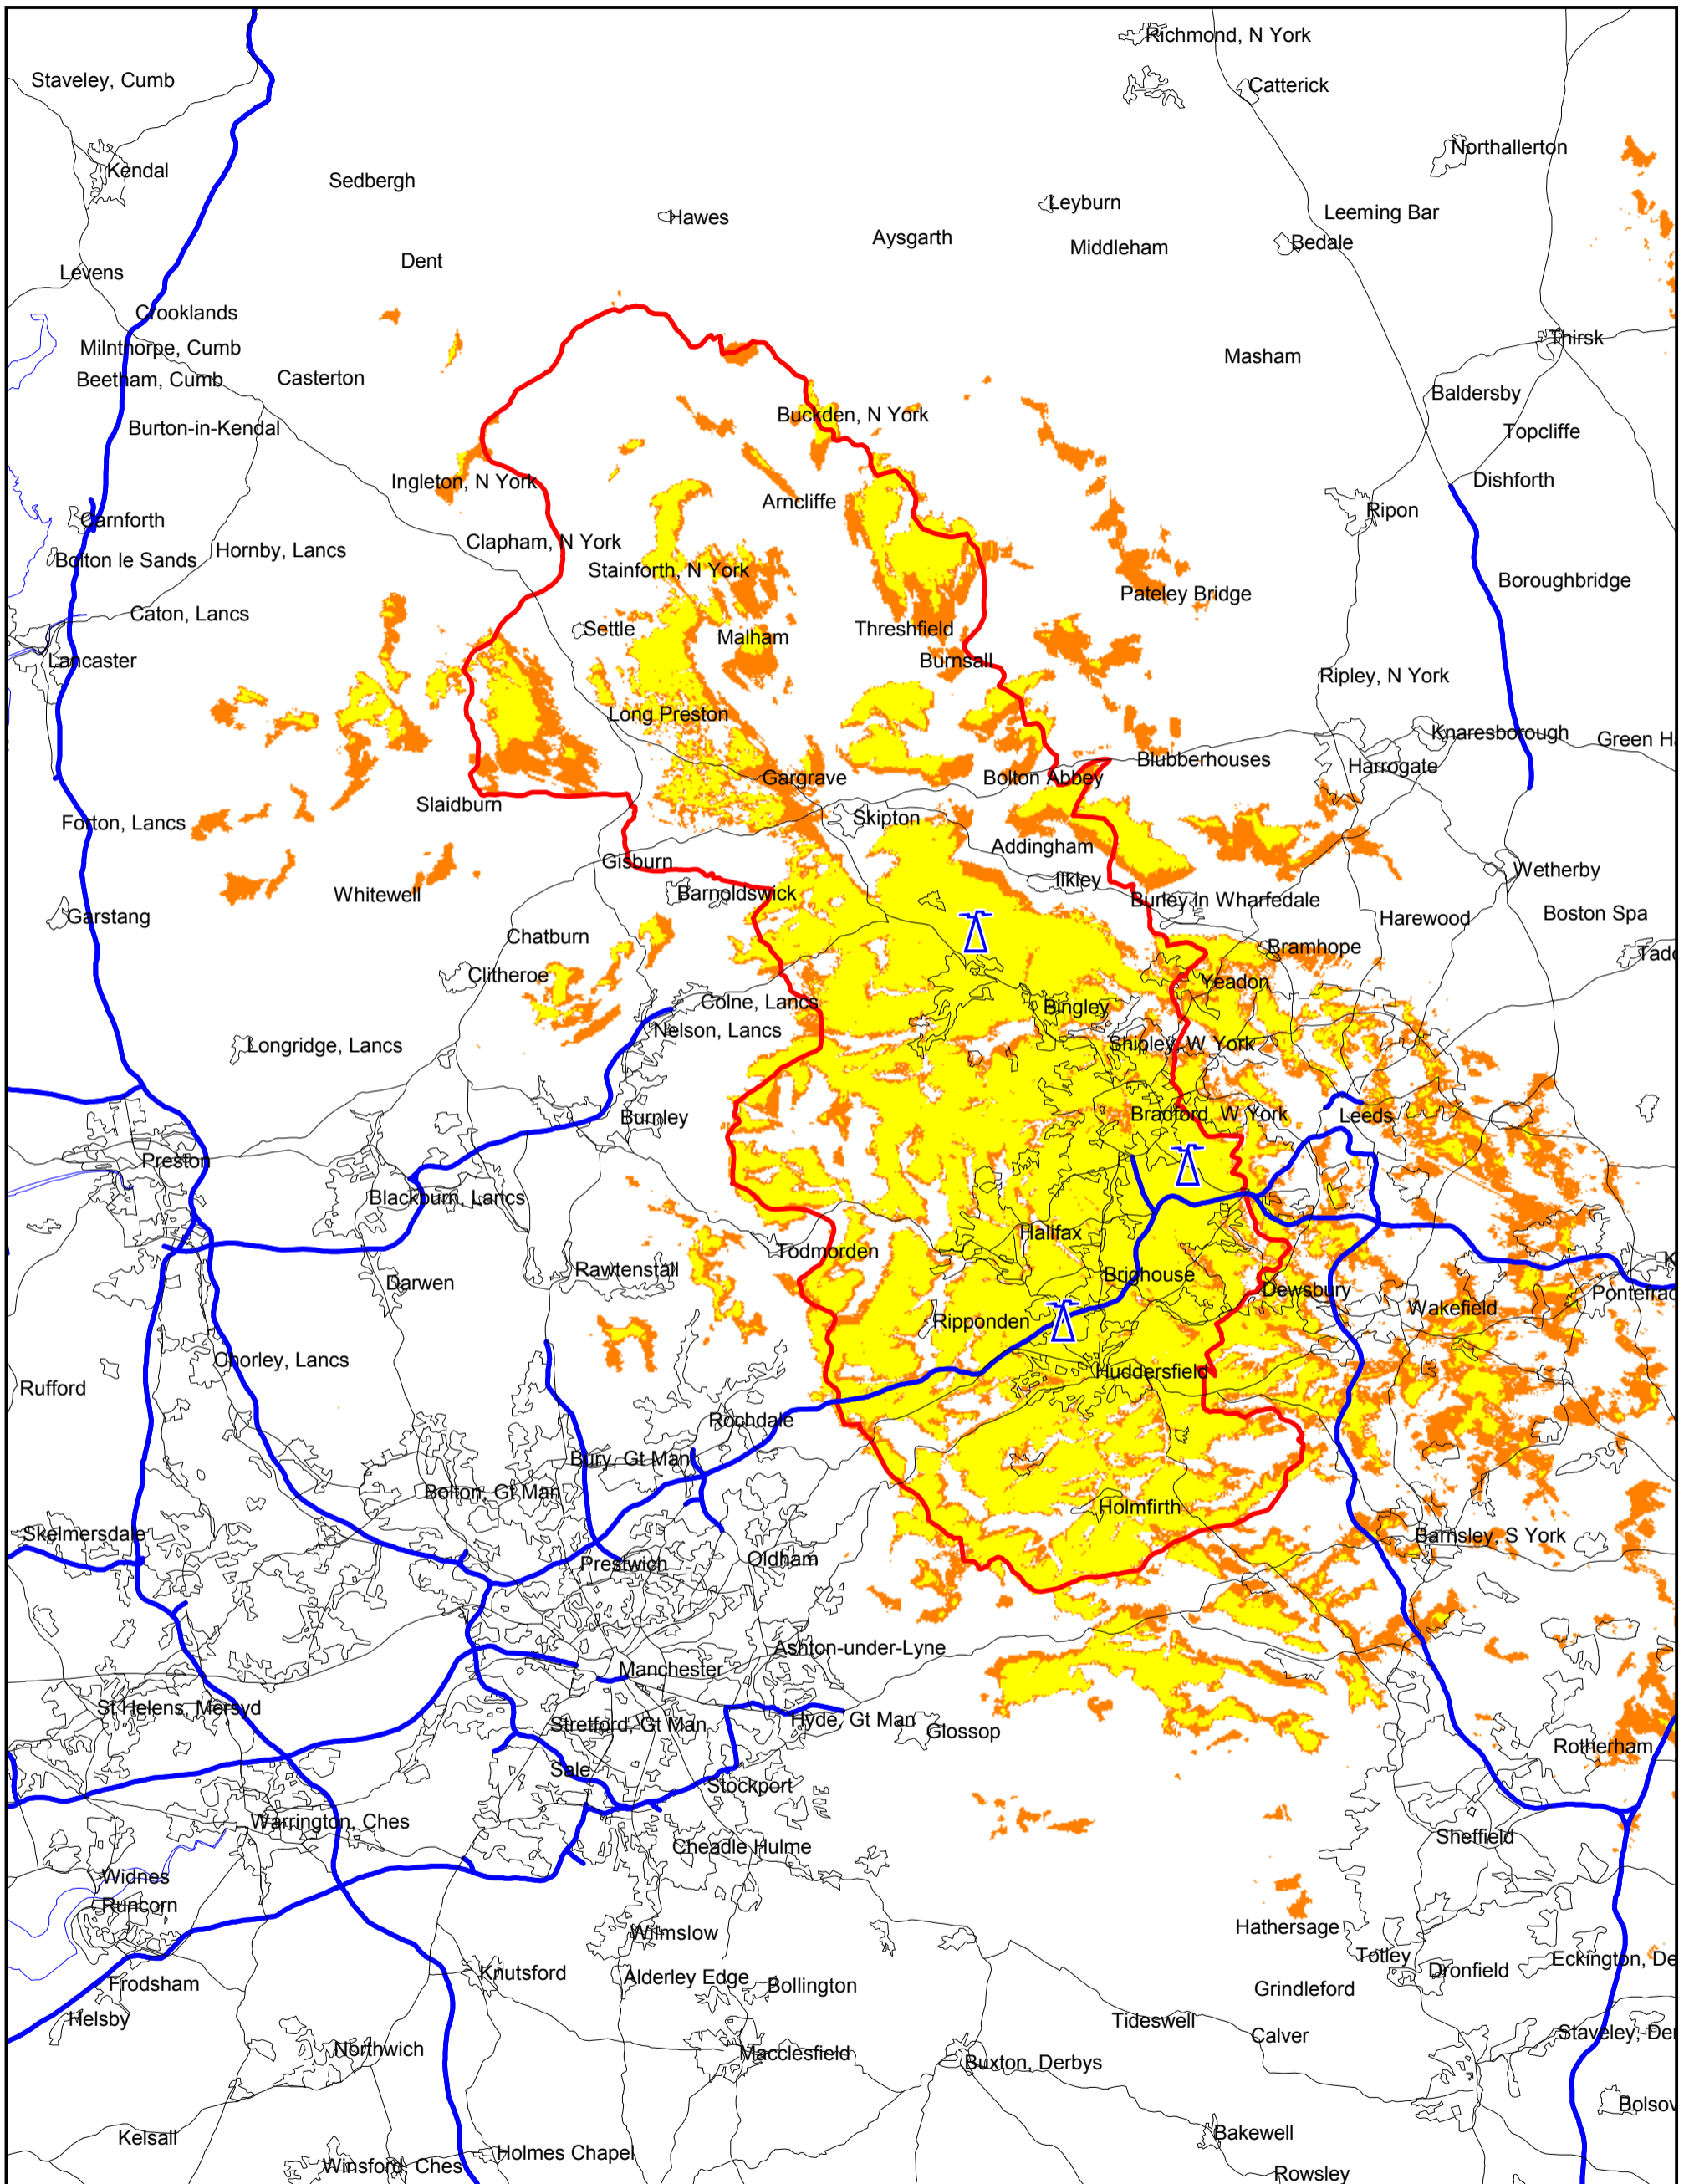 Richmond, N York
Staveley, Cumb
Catterick
Northallerton
Kendal
Sedbergh
Leyburn
Hawes
Leeming Bar
Aysgarth
Middleham
Bedale
Dent
Levens
Crooklands
Thirsk
Milnthorpe, Cumb
Masham
Beetham, Cumb
Casterton
Baldersby
Buckden, N York
Burton-in-Kendal
Topcliffe
Ingleton, N York
Dishforth
Arncliffe
Ripon
Carnforth
Clapham, N York
Hornby, Lancs
Bolton le Sands
Stainforth, N York
Boroughbridge
Pateley Bridge
Caton, Lancs
Settle
Malham
Threshfield
Lancaster
Burnsall
Ripley, N York
Long Preston
Knaresborough
Green H
Blubberhouses
Harrogate
Gargrave
Bolton Abbey
Slaidburn
Skipton
Forton, Lancs
Addingham
Gisburn
Wetherby
Ilkley
Whitewell
Barnoldswick
Burley in Wharfedale
Garstang
Harewood
Boston Spa
Chatburn
Bramhope
Tadc
Clitheroe
Yeadon
Colne, Lancs
Bingley
Nelson, Lancs
Longridge, Lancs
Shipley, W York
Burnley
Bradford, W York
Leeds
Preston
Blackburn, Lancs
Halifax
Todmorden
Rawtenstall
Brighouse
K
Darwen
Dewsbury
Pontefrac
Wakefield
Ripponden
Chorley, Lancs
Huddersfield
Rufford
Rochdale
Bury, Gt Man
Bolton, Gt Man
Holmfirth
Skelmersdale
Barnsley, S York
Oldham
Prestwich
Ashton-under-Lyne
Manchester
St Helens, Mersyd
Hyde, Gt Man
Stretford, Gt Man
Glossop
Rotherham
Sale
Stockport
Warrington, Ches
Sheffield
Cheadle Hulme
Widnes
Runcorn
Hathersage
Wilmslow
Totley
Eckington, De
Dronfield
Knutsford
Alderley Edge
Frodsham
Bollington
Grindleford
Helsby
Tideswell
Calver
Staveley, Der
Northwich
Macclesfield
Buxton, Derbys
Bolsov
Bakewell
Kelsall
Holmes Chapel
Winsford, Ches
Rowsley